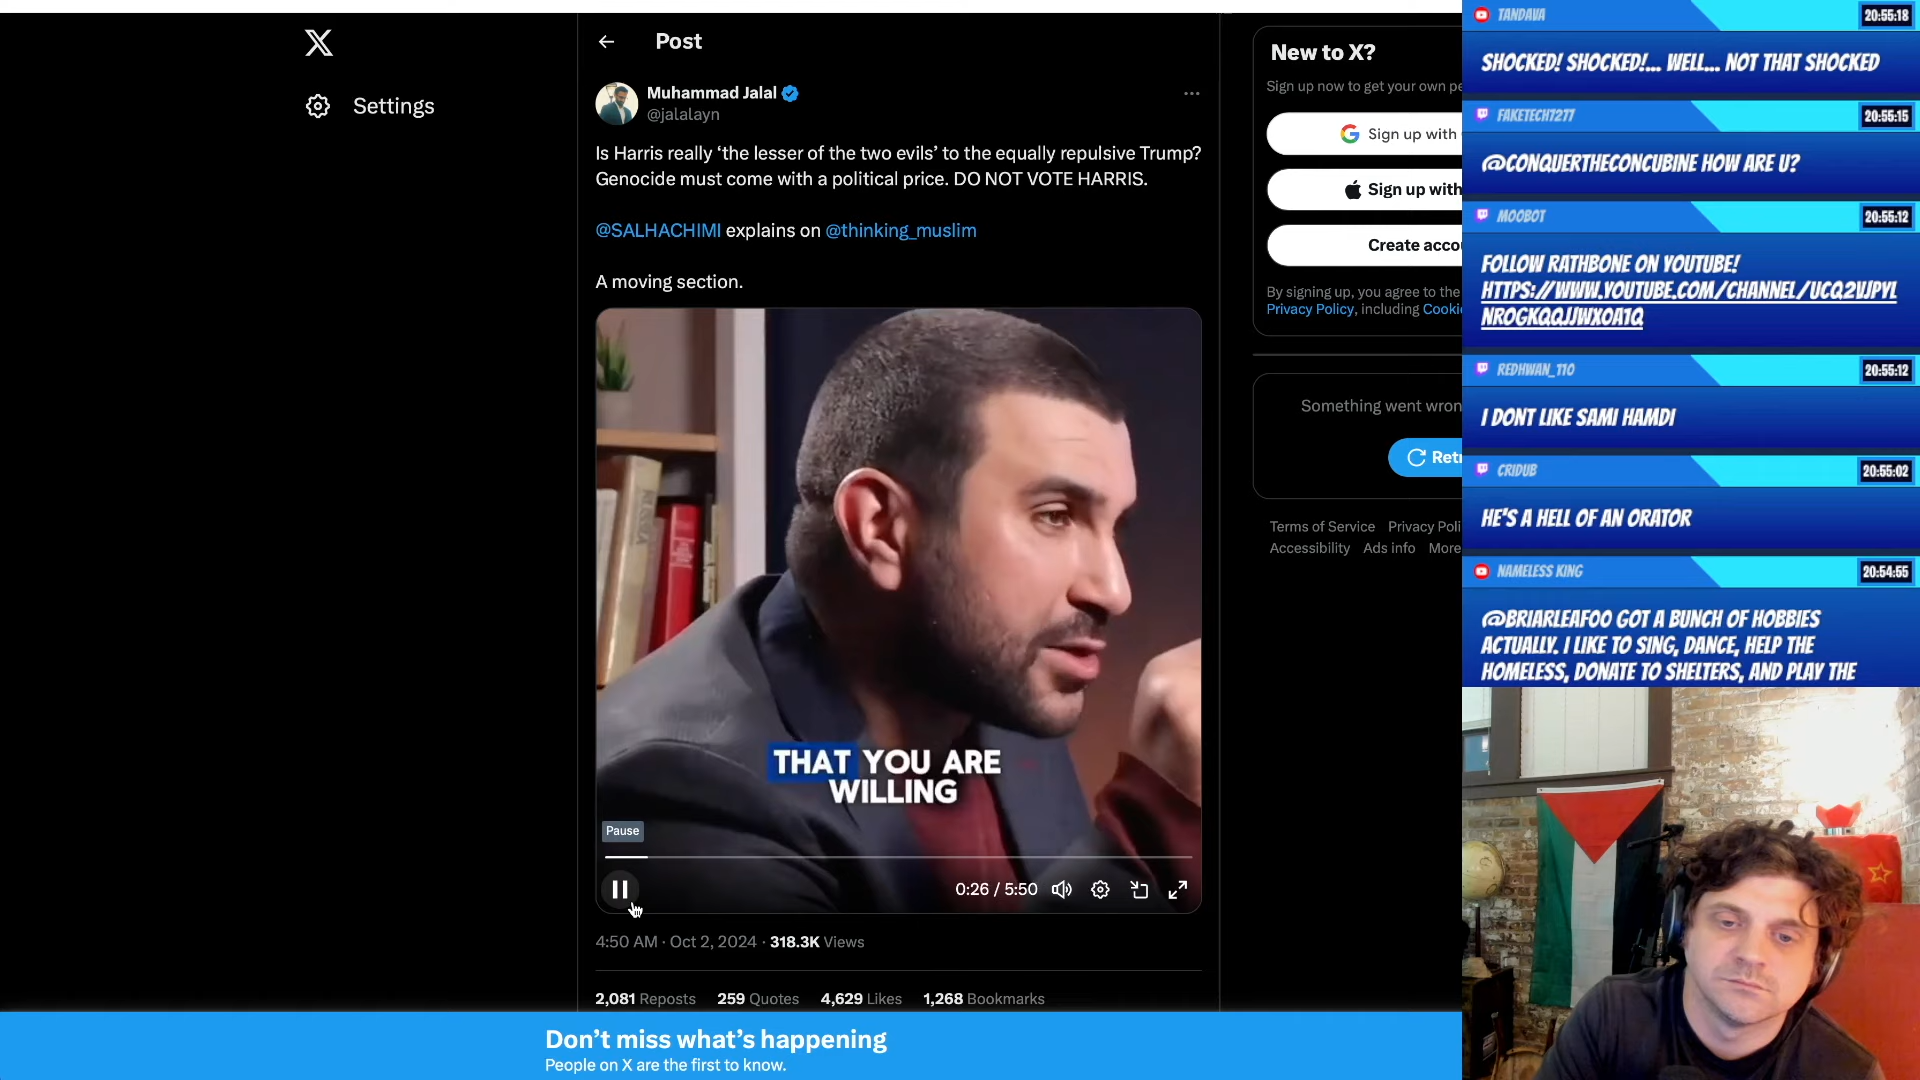 Post
Settings
Muhammad Jalal
@jalalayn
Is Harris really ‘the lesser of the two evils’ to the equally repulsive Trump?
Genocide must come with a political price. DO NOT VOTE HARRIS.
@SALHACHIMI explains on @thinking_muslim
A moving section.
THAT YOU ARE
WILLING
Pause
0:26 / 5:50
4:50 AM · Oct 2, 2024 · 318.3K Views
2,081 Reposts 259 Quotes 4,629 Likes 1,268 Bookmarks
Don’t miss what’s happening
People on X are the first to know.
New to X?
Sign up now to get your own
Sign up with
Sign up with
Create
By signing up, you agree to the
Privacy Policy, including
Something went
Terms of Service Privacy
Accessibility Ads info More
TANDAVA
20:55:18
SHOCKED! SHOCKED!... WELL... NOT THAT SHOCKED
FAKETECH7277
20:55:15
@CONQUERTHECONCUBINE HOW ARE U?
MOOBOT
20:55:12
FOLLOW RATHBONE ON YOUTUBE!
HTTPS://WWW.YOUTUBE.COM/CHANNEL/UCQ2VJPYL
NROGKQQJJWXOA1Q
REDHWAN_110
20:55:12
I DONT LIKE SAMI HAMDI
CRIDUB
20:55:02
HE'S A HELL OF AN ORATOR
NAMELESS KING
20:54:55
@BRIARLEAFOO GOT A BUNCH OF HOBBIES
ACTUALLY. I LIKE TO SING, DANCE, HELP THE
HOMELESS, DONATE TO SHELTERS, AND PLAY THE